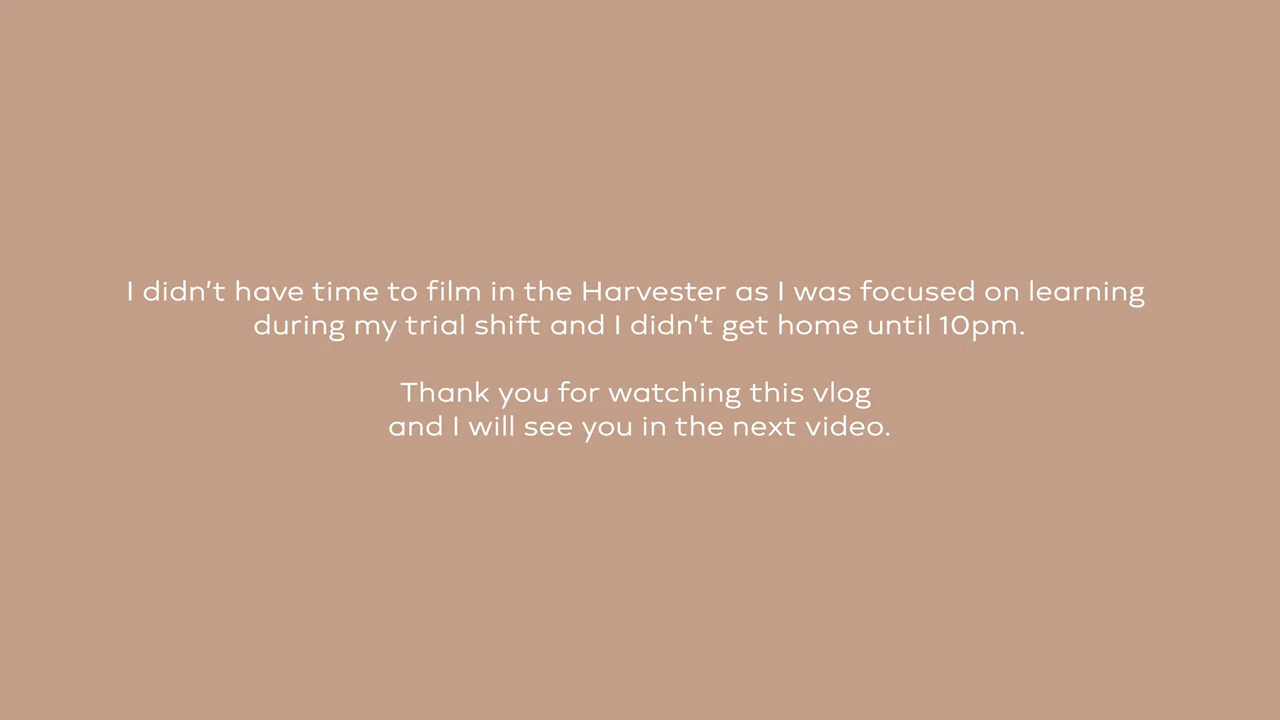 I didn't have time to film in the Harvester as I was focused on learning
during my trial shift and I didn't get home until 10pm.
Thank you for watching this vlog
and I will see you in the next video.